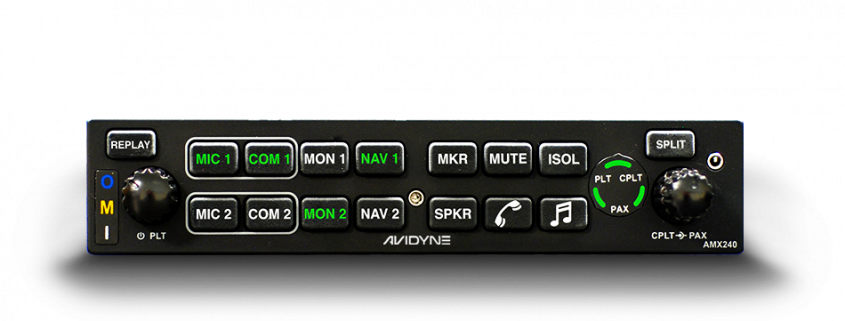 REPLAY
SPLIT
MIC 1 COM 1 MON 1 NAV 1 MKR MUTE ISOL
PLT CPLT
PAX
O
M
I
MIC 2 COM 2 MON 2 NAV 2 SPKR
PLT
AVIDYNE
CPLT PAX
AMX240